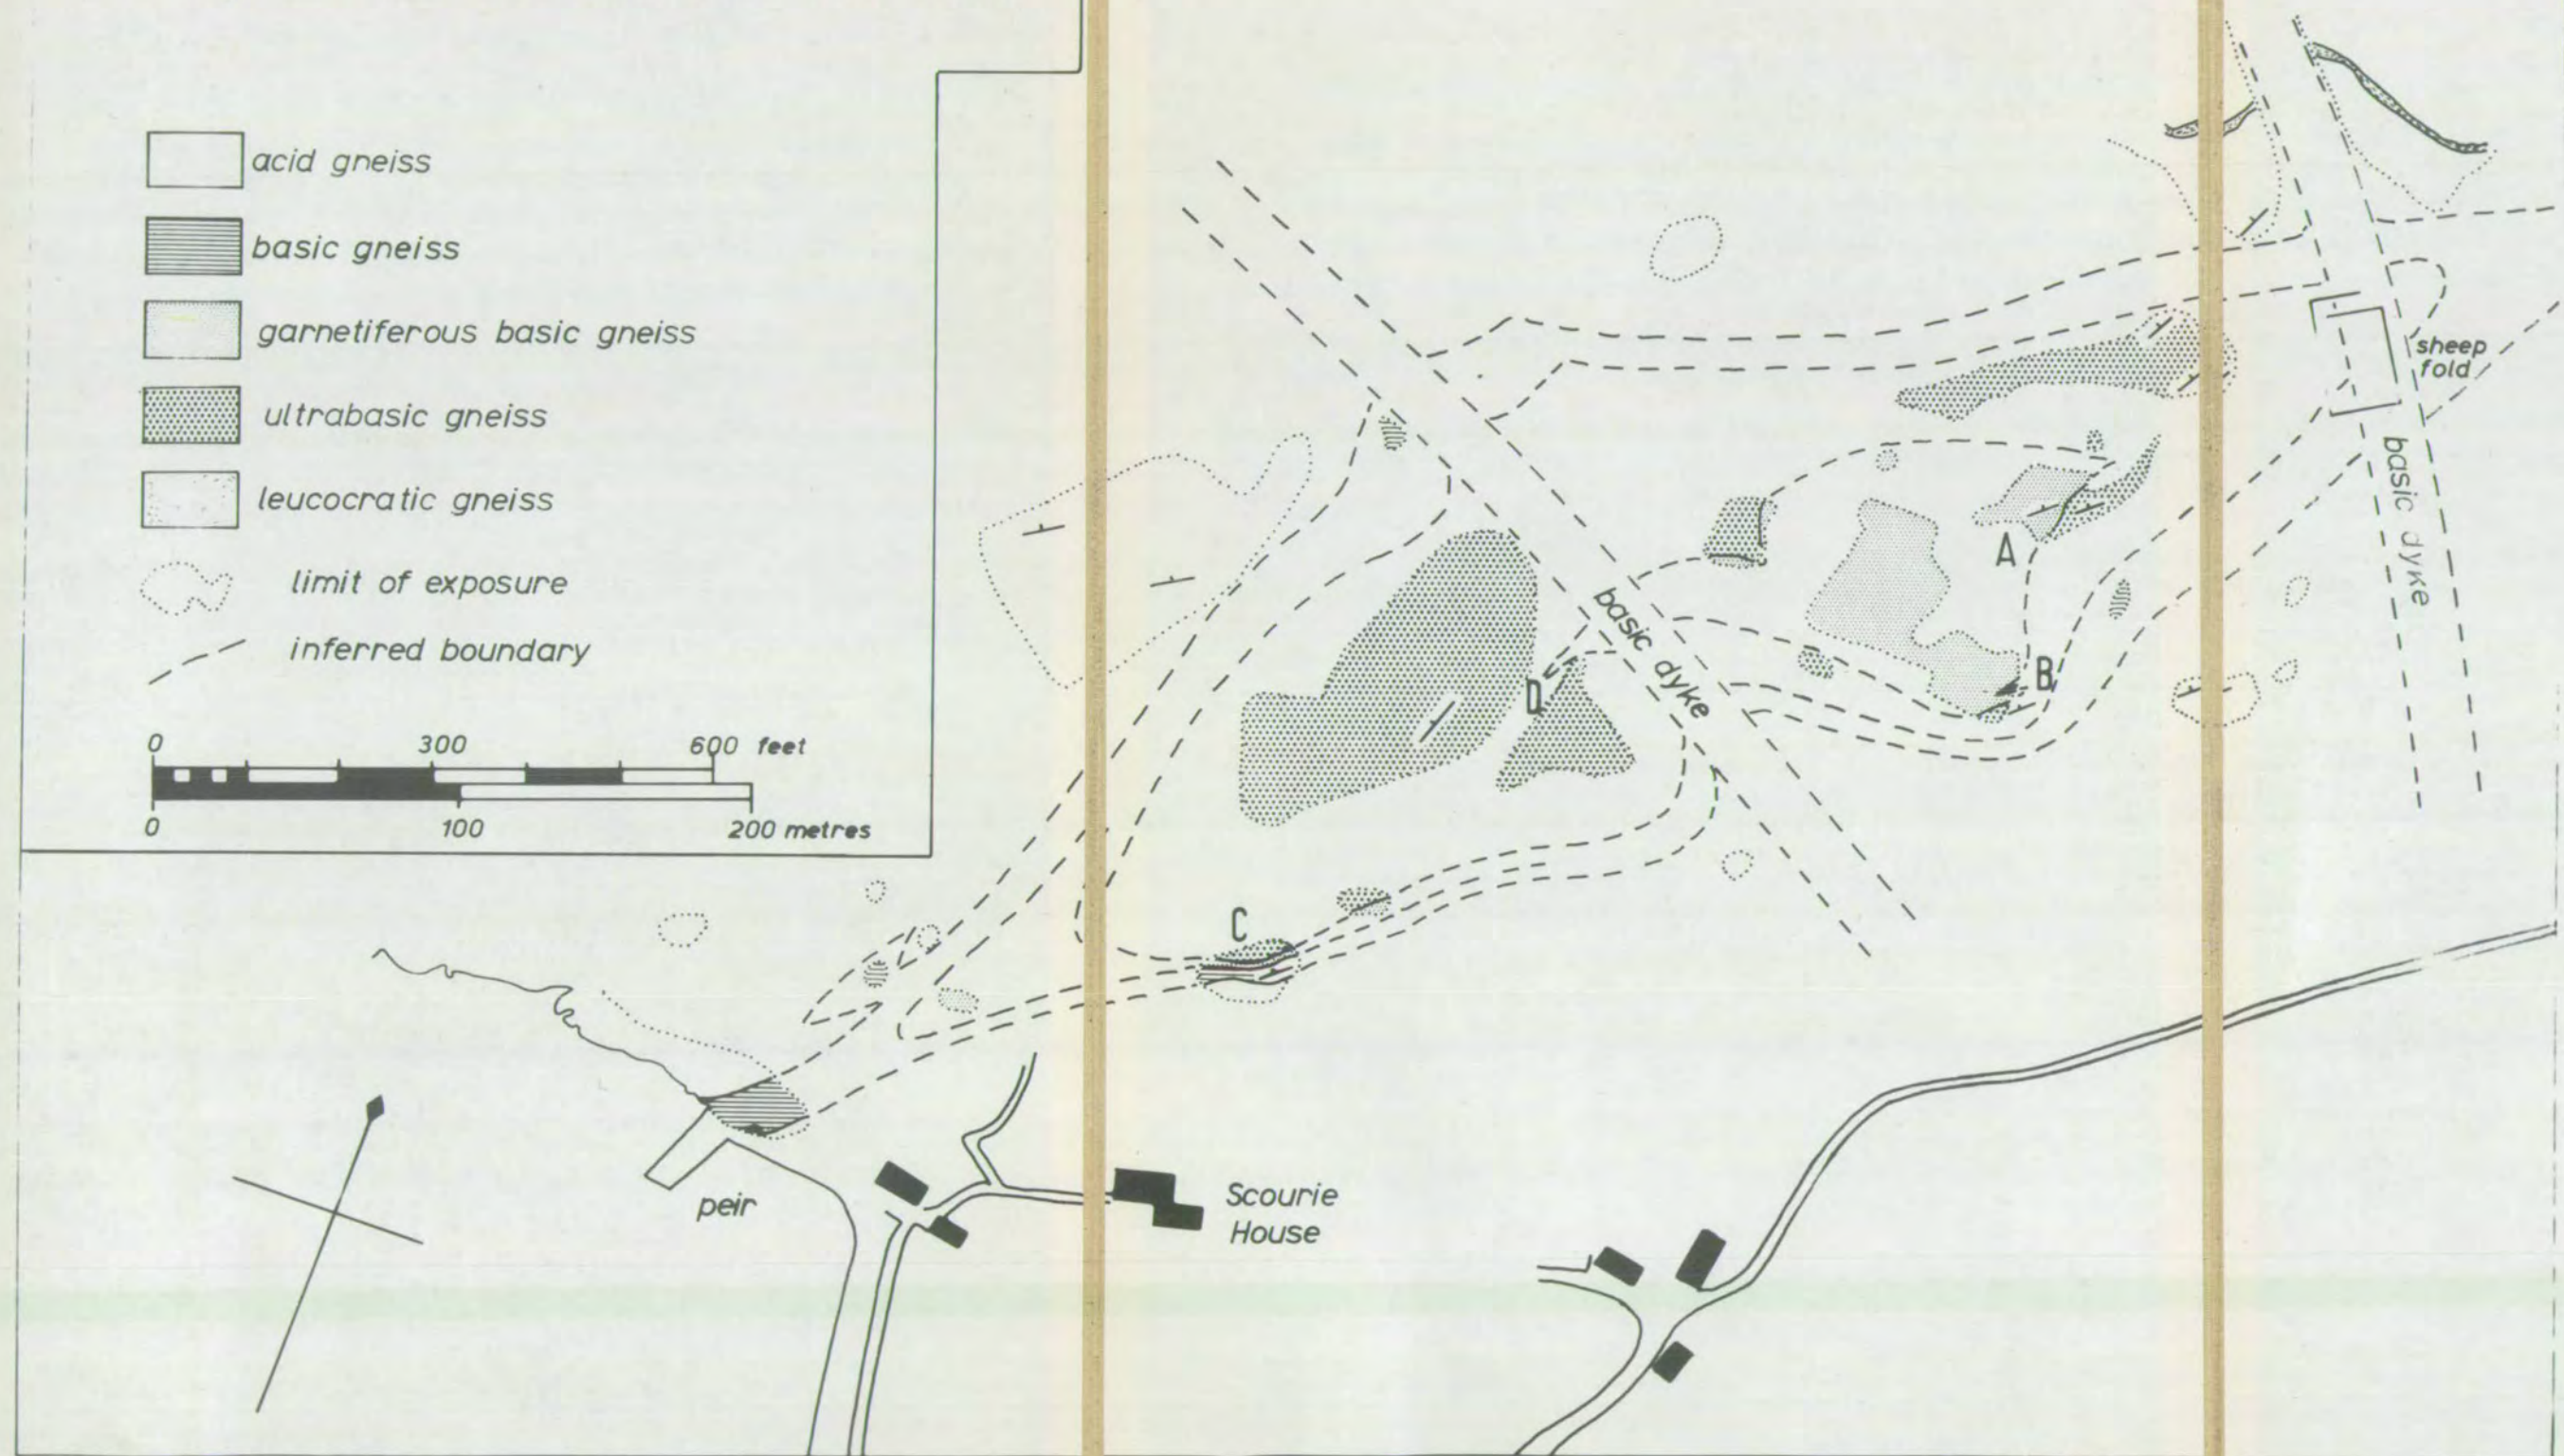 acid gneiss
basic gneiss
garnetiferous basic gneiss
ultrabasic gneiss
leucocratic gneiss
limit of exposure
inferred boundary
0 300 600 feet
0 100 200 metres
sheep
fold
basic dyke
A
basic dyke
B
D
C
peir
Scourie
House